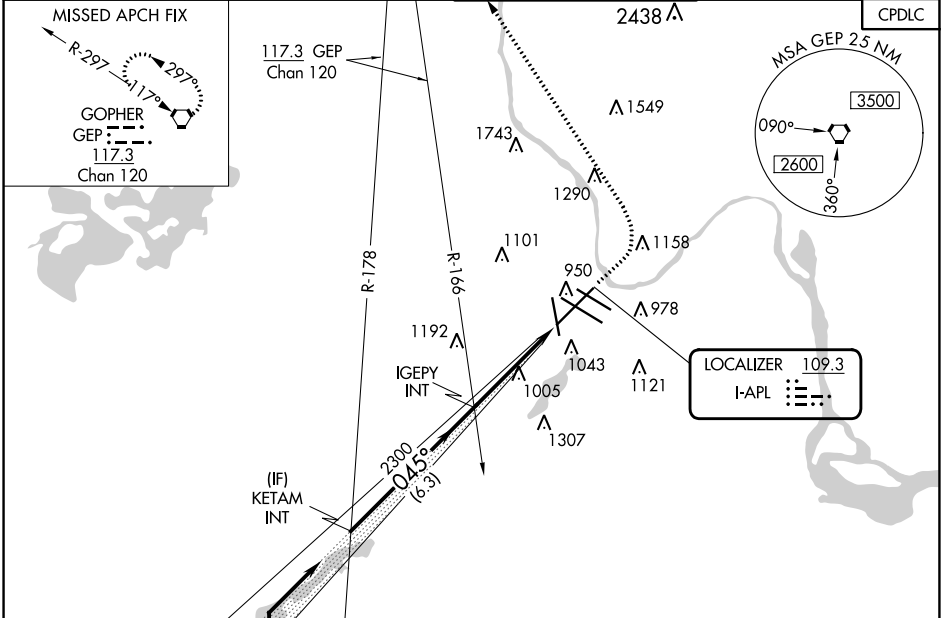 MISSED APCH FIX
R-297
117°
297°
GOPHER
GEP
117.3
Chan 120
117.3 GEP
Chan 120
2438
CPDLC
MSA GEP 25 NM
3500
090°
2600
360°
1549
1743
1290
1101
1158
R-178
R-166
950
978
1192
1043
IGEPY
INT
1005
1121
LOCALIZER 109.3
I-APL
1307
2300
045°
(6.3)
(IF)
KETAM
INT